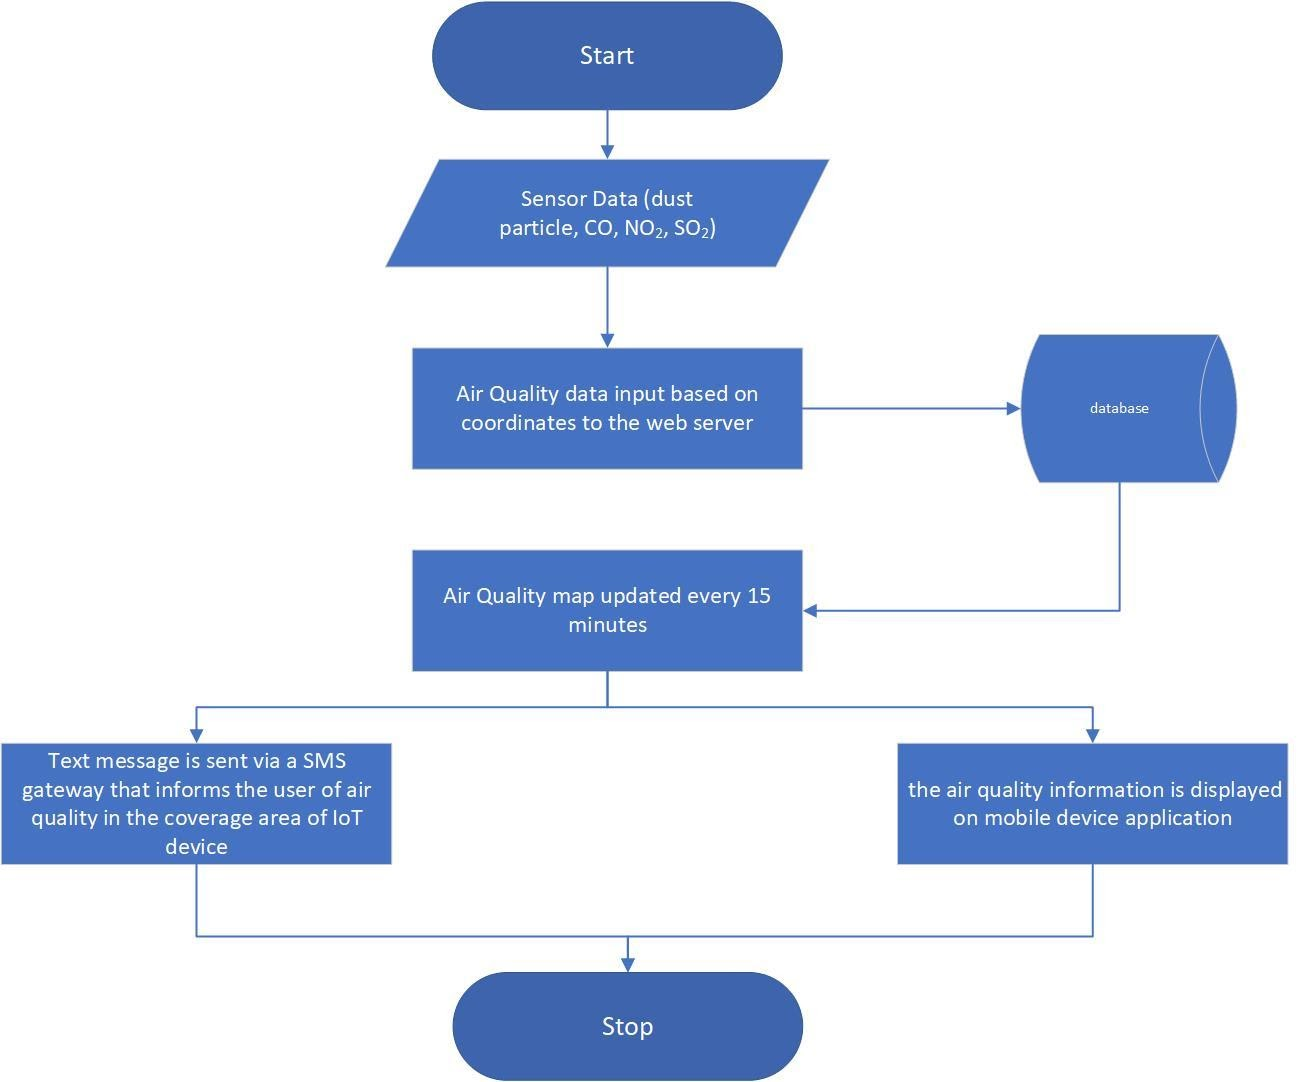 Start
Sensor Data (dust
particle, CO, NO₂, SO₂)
Air Quality data input based on
coordinates to the web server
database
Air Quality map updated every 15
minutes
Text message is sent via a SMS
gateway that informs the user of air
quality in the coverage area of IoT
device
the air quality information is displayed
on mobile device application
Stop